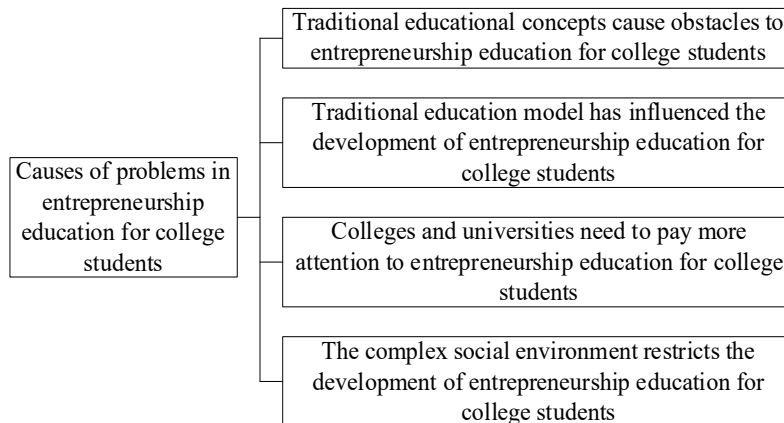 Traditional educational concepts cause obstacles to
entrepreneurship education for college students
Traditional education model has influenced the
development of entrepreneurship education for
college students
Causes of problems in
entrepreneurship
education for college
students
Colleges and universities need to pay more
attention to entrepreneurship education for college
students
The complex social environment restricts the
development of entrepreneurship education for
college students